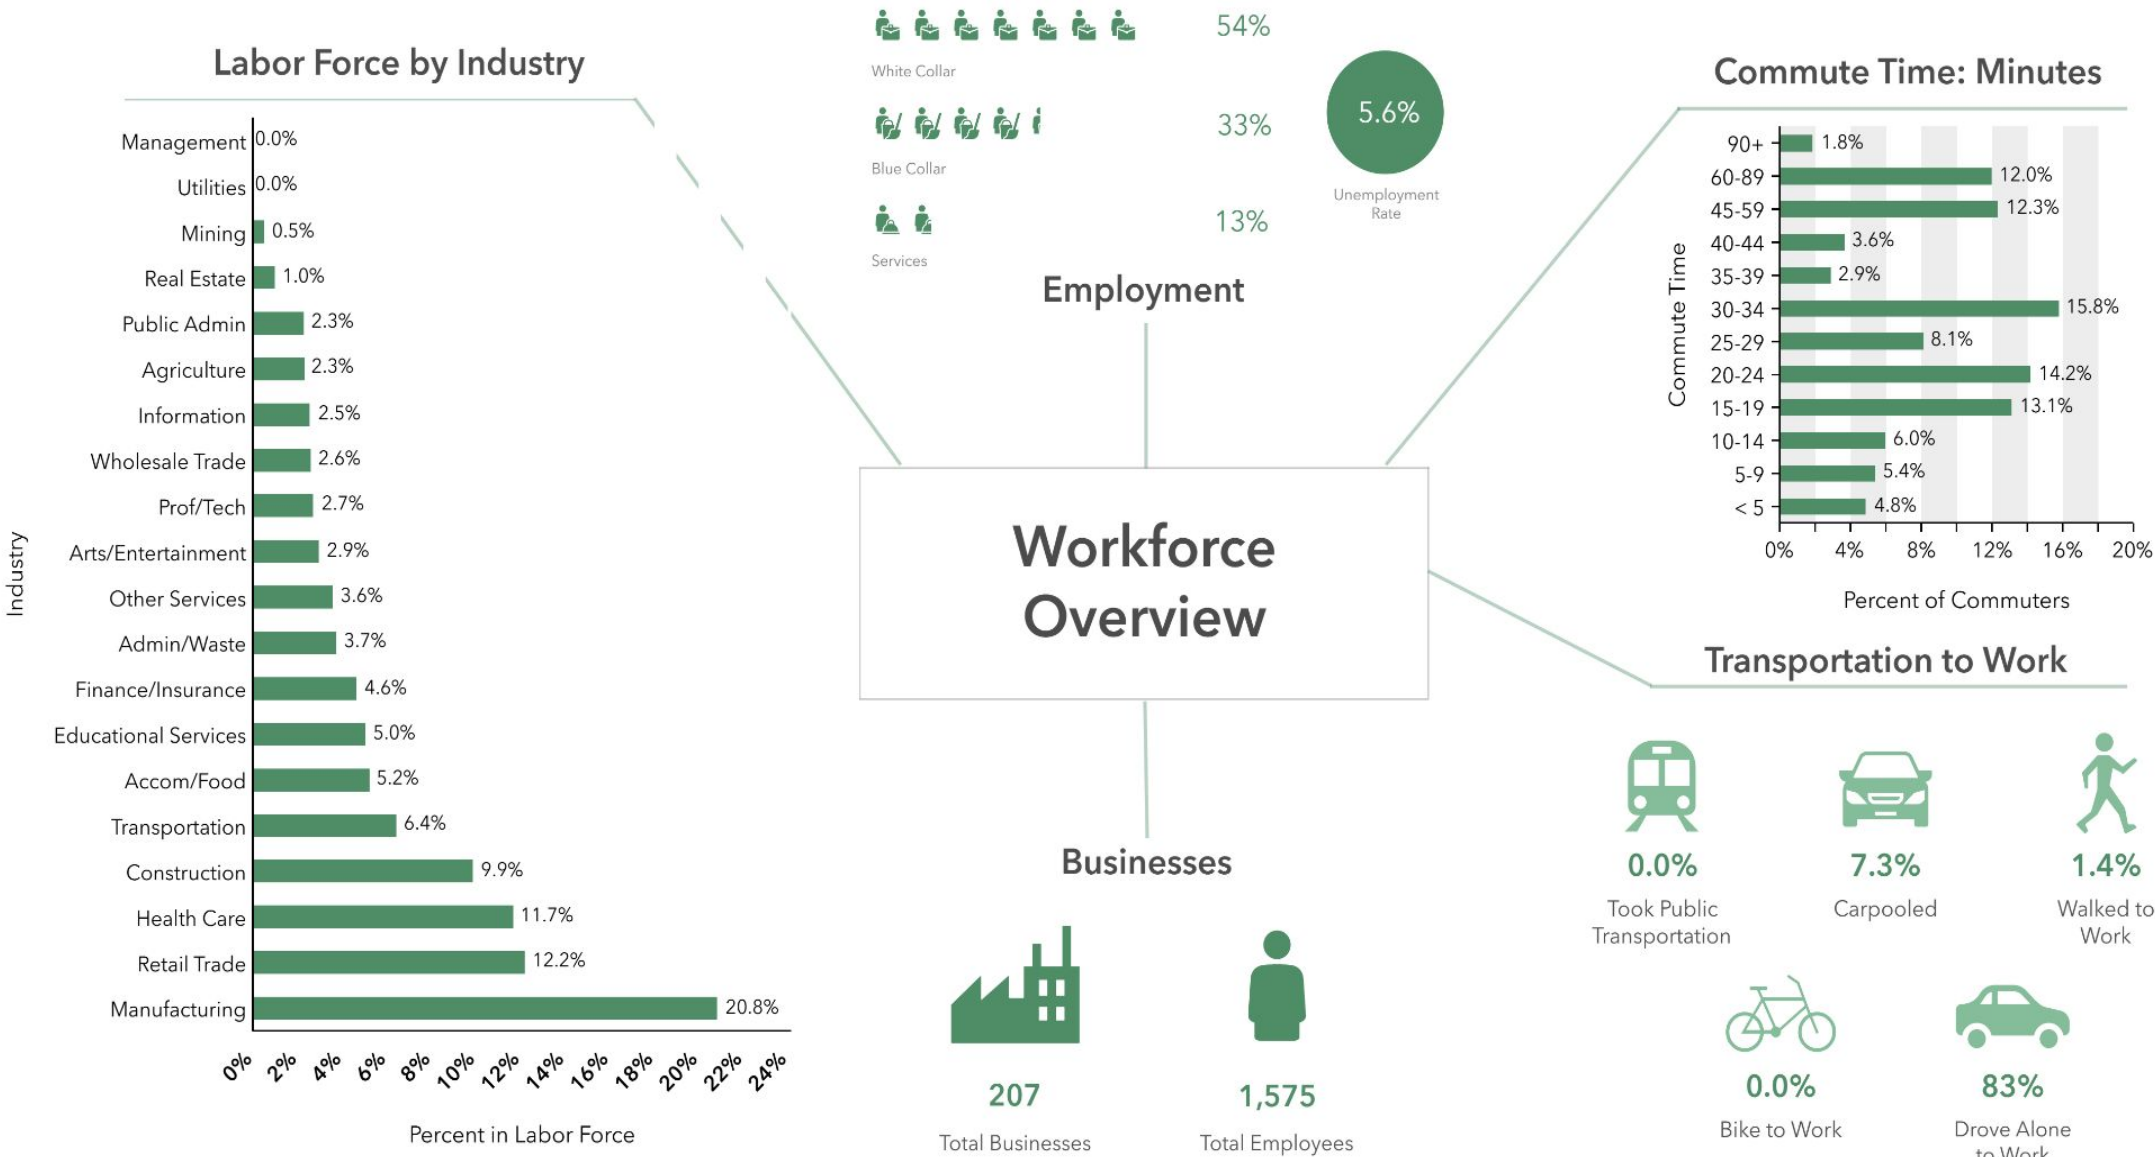 Labor Force by Industry
Industry
Management 0.0%
Utilities 0.0%
Mining 0.5%
Real Estate 1.0%
Public Admin 2.3%
Agriculture 2.3%
Information 2.5%
Wholesale Trade 2.6%
Prof/Tech 2.7%
Arts/Entertainment 2.9%
Other Services 3.6%
Admin/Waste 3.7%
Finance/Insurance 4.6%
Educational Services 5.0%
Accom/Food 5.2%
Transportation 6.4%
Construction 9.9%
Health Care 11.7%
Retail Trade 12.2%
Manufacturing 20.8%
0% 2% 4% 6% 8% 10% 12% 14% 16% 18% 20% 22% 24%
Percent in Labor Force
54%
White Collar
33%
Blue Collar
13%
Services
5.6%
Unemployment
Rate
Employment
Workforce
Overview
Businesses
207
Total Businesses
1,575
Total Employees
Commute Time: Minutes
Commute Time
90+ 1.8%
60-89 12.0%
45-59 12.3%
40-44 3.6%
35-39 2.9%
30-34 15.8%
25-29 8.1%
20-24 14.2%
15-19 13.1%
10-14 6.0%
5-9 5.4%
< 5 4.8%
0% 4% 8% 12% 16% 20%
Percent of Commuters
Transportation to Work
0.0%
Took Public
Transportation
7.3%
Carpooled
1.4%
Walked to
Work
0.0%
Bike to Work
83%
Drove Alone
to Work